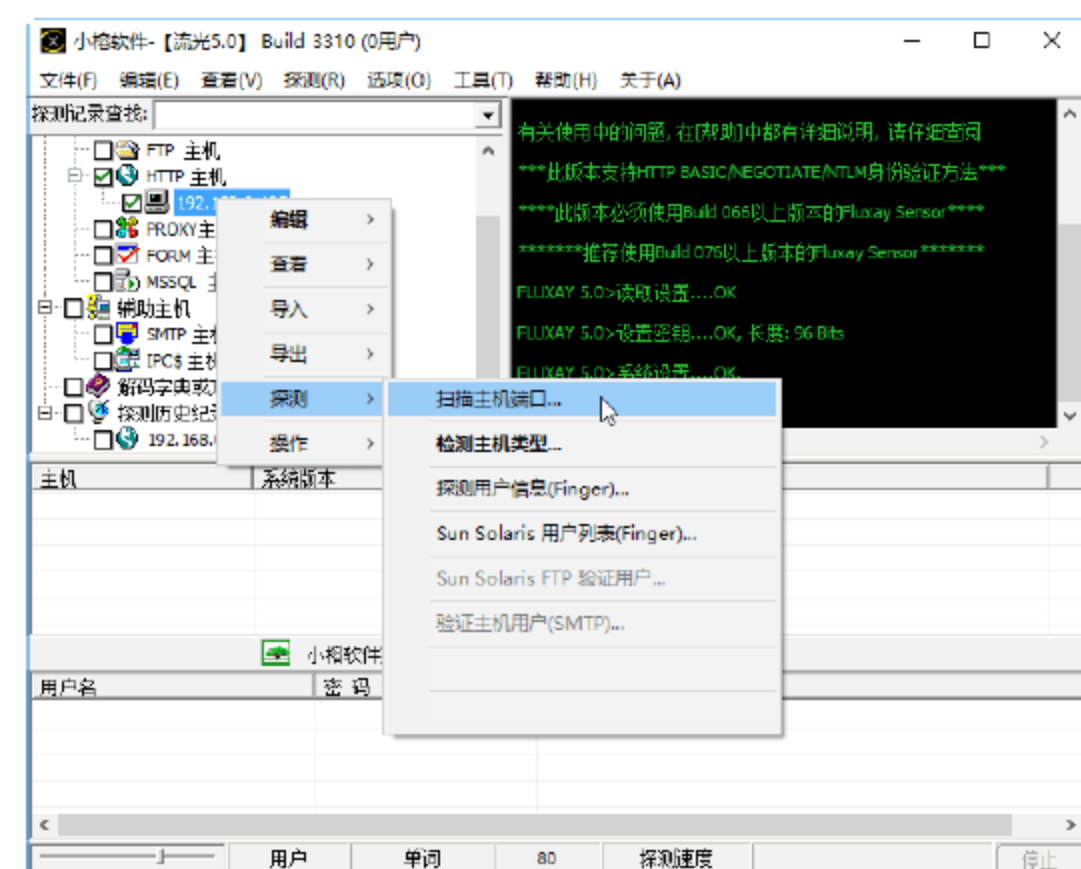 小榕软件-【流光5.0】 Build 3310 (0用户)
文件(F) 编辑(E) 查看(V) 探测(R) 选项(O) 工具(T) 帮助(H) 关于(A)
探测记录查找:
FTP 主机
HTTP 主机
192.1
PROXY主
FORM 主
MSSQL
辅助主机
SMTP 主
IPC$ 主
解码字典或
探测历史纪
192.168.
有关使用中的问题, 在[帮助]中都有详细说明, 请仔细查阅
***此版本支持HTTP BASIC/NEGOTIATE/NTLM身份验证方法***
****此版本必须使用Build 066以上版本的Fluxay Sensor****
*******推荐使用Build 076以上版本的Fluxay Sensor*******
FLUXAY 5.0>读取设置....OK
FLUXAY 5.0>设置密钥....OK, 长度: 96 Bits
FLUXAY 5.0>系统设置....OK.
编辑
查看
导入
导出
探测
操作
扫描主机端口...
检测主机类型...
探测用户信息(Finger)...
Sun Solaris 用户列表(Finger)...
Sun Solaris FTP 验证用户...
验证主机用户(SMTP)...
主机 系统版本
小榕软件
用户名 密 码
用户 单词 80 探测速度 停止